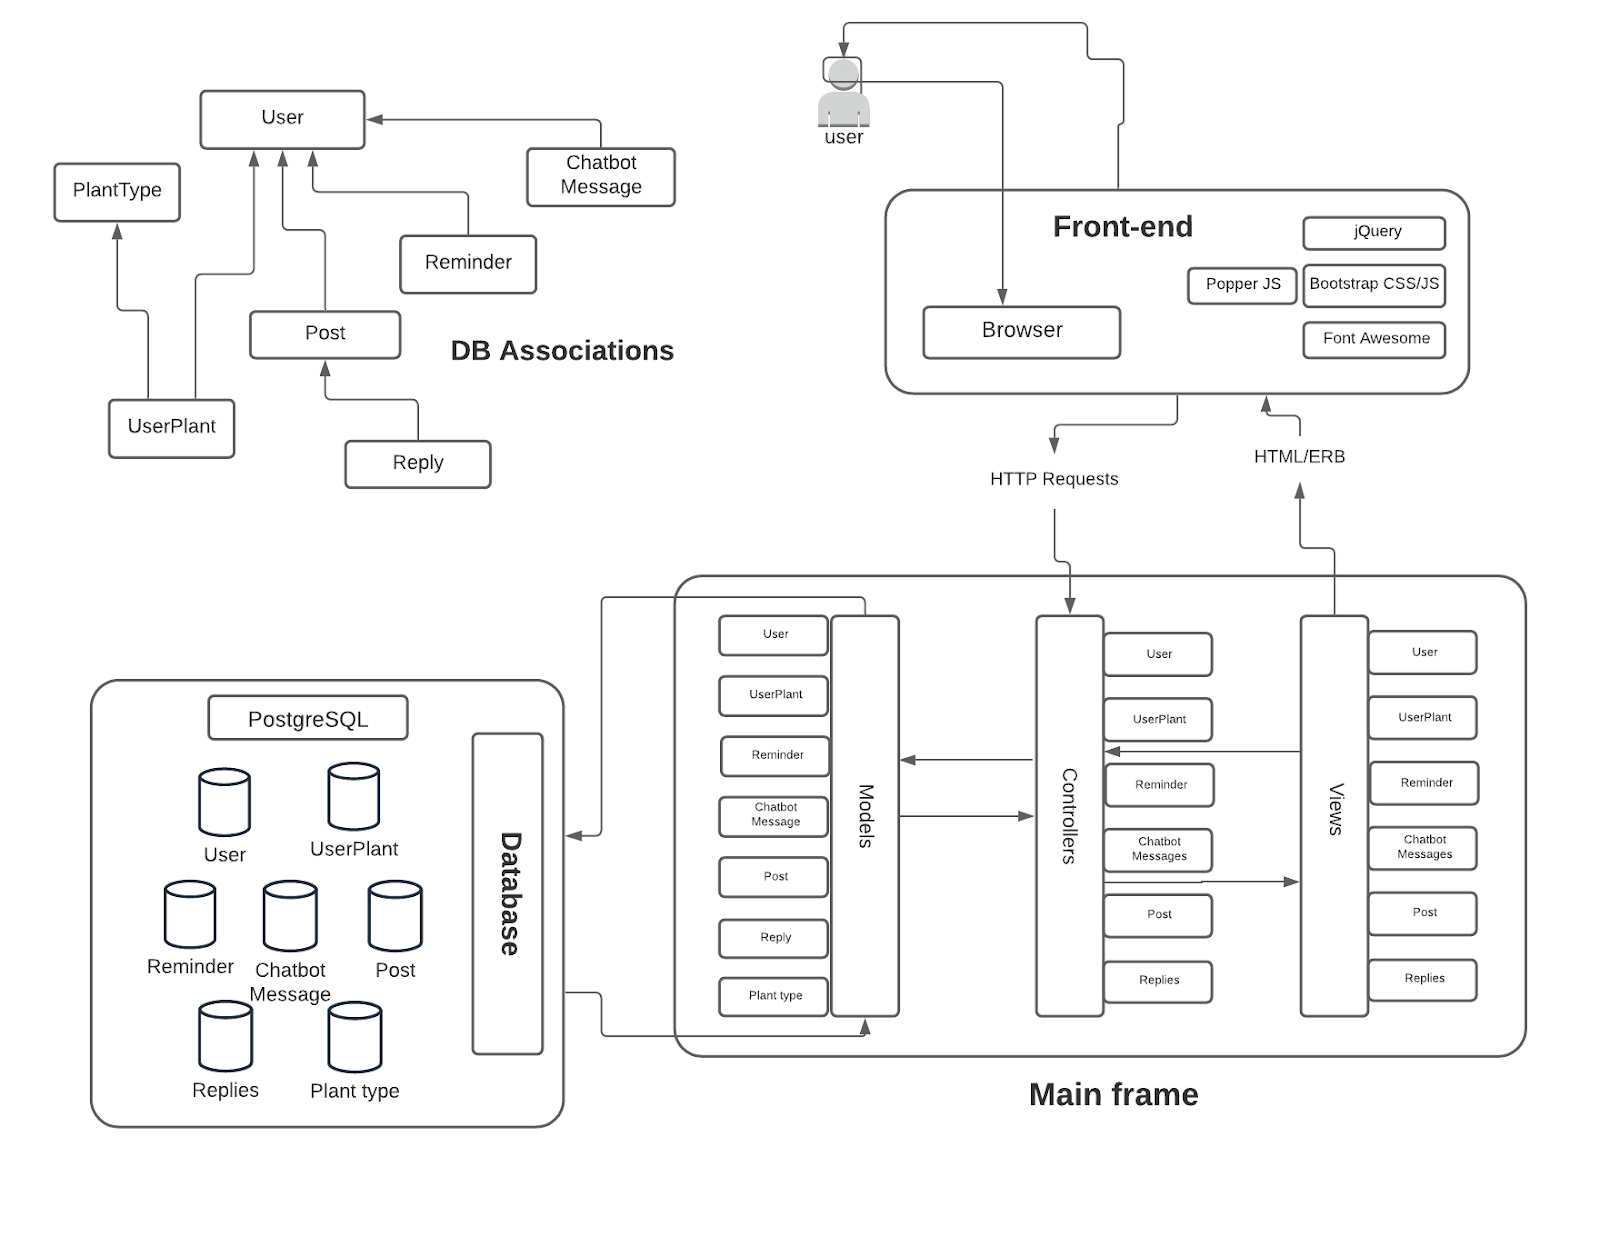 User
Chatbot
Message
PlantType
Reminder
Post
DB Associations
UserPlant
Reply
user
Front-end
jQuery
Popper JS
Bootstrap CSS/JS
Font Awesome
Browser
HTTP Requests
HTML/ERB
PostgreSQL
User
UserPlant
Reminder
Chatbot
Message
Post
Replies
Plant type
Database
User
UserPlant
Reminder
Chatbot
Message
Post
Reply
Plant type
Models
Controllers
User
UserPlant
Reminder
Chatbot
Messages
Post
Replies
Views
User
UserPlant
Reminder
Chatbot
Messages
Post
Replies
Main frame